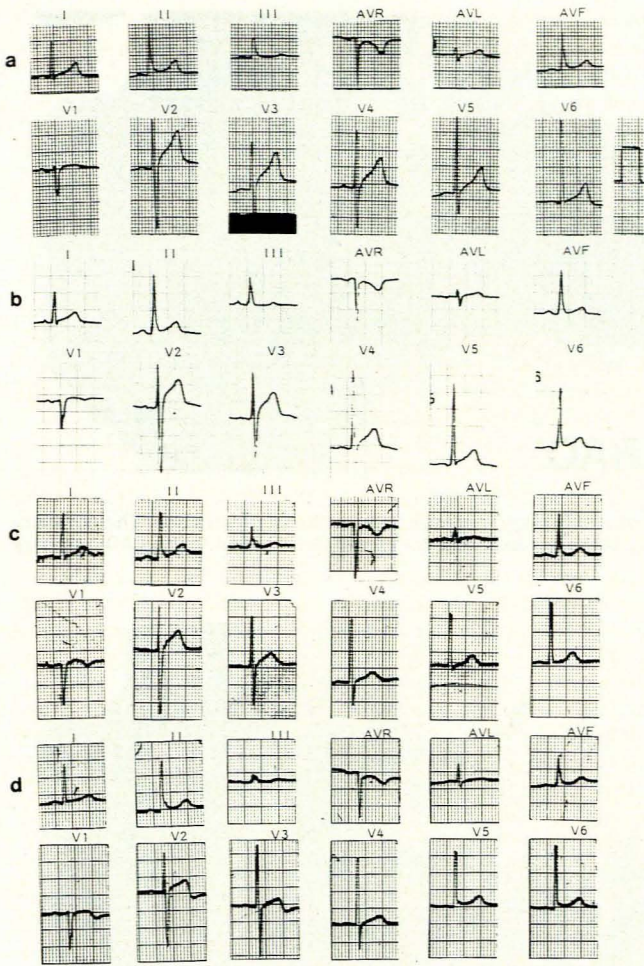 I II III AVR AVL AVF
a
V1 V2 V3 V4 V5 V6
I II III AVR AVL AVF
b
V1 V2 V3 V4 V5 V6
I II III AVR AVL AVF
c
V1 V2 V3 V4 V5 V6
I II III AVR AVL AVF
d
V1 V2 V3 V4 V5 V6